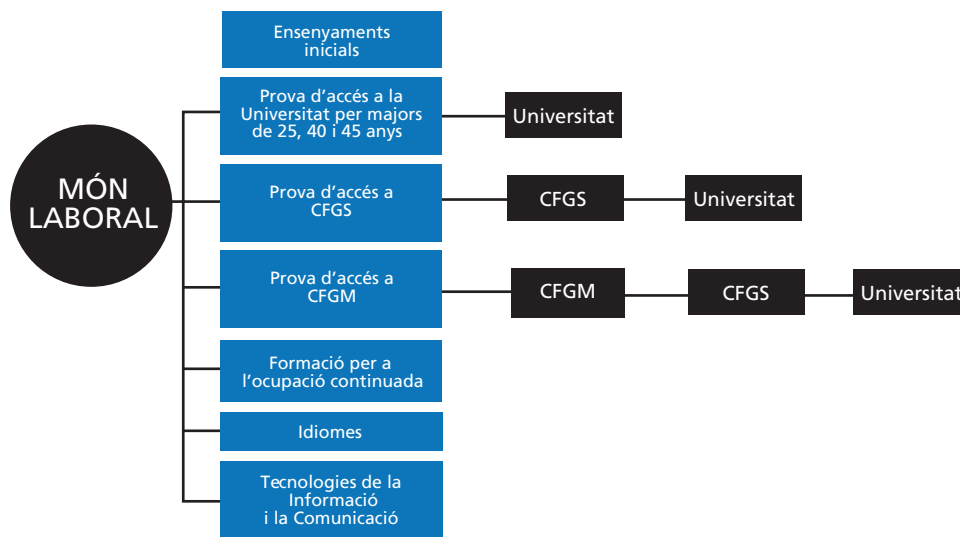 MÓN
LABORAL
Ensenyaments
inicials
Prova d'accés a la
Universitat per majors
de 25, 40 i 45 anys
Universitat
Prova d'accés a
CFGS
CFGS
Universitat
Prova d'accés a
CFGM
CFGM
CFGS
Universitat
Formació per a
l'ocupació continuada
Idiomes
Tecnologies de la
Informació
i la Comunicació